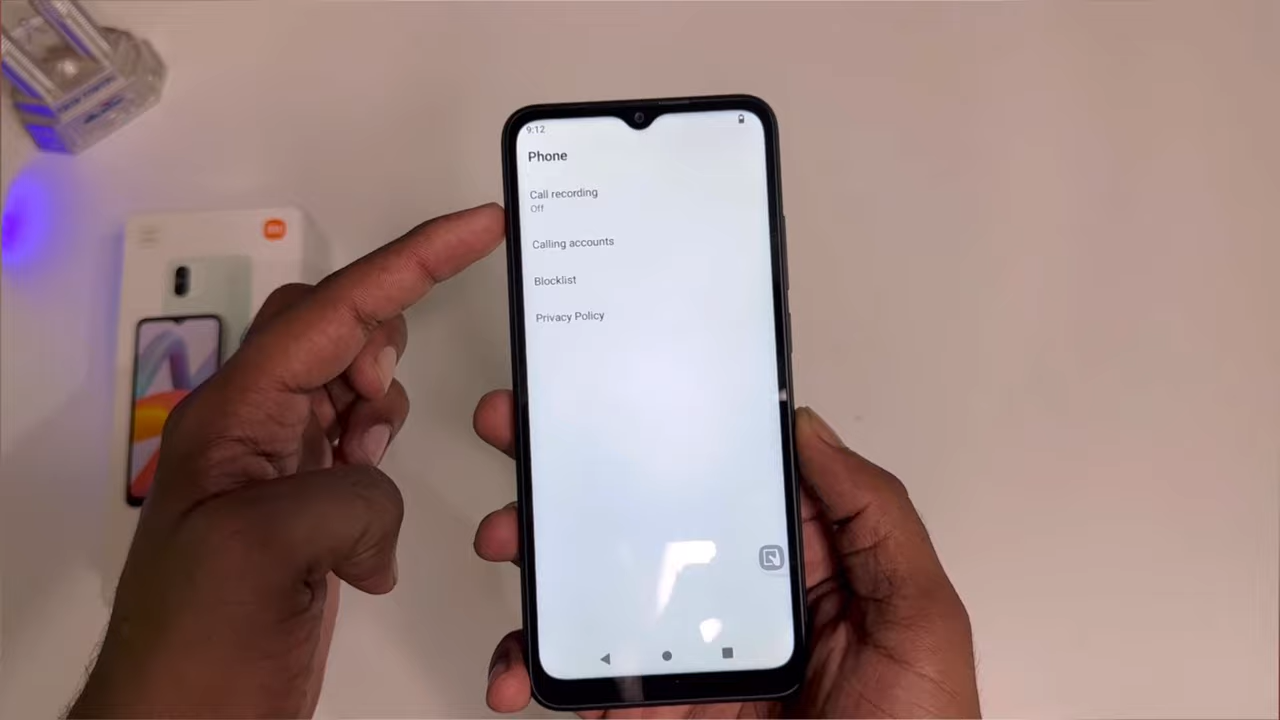 9:12
Phone
Call recording
Off
Calling accounts
Blocklist
Privacy Policy